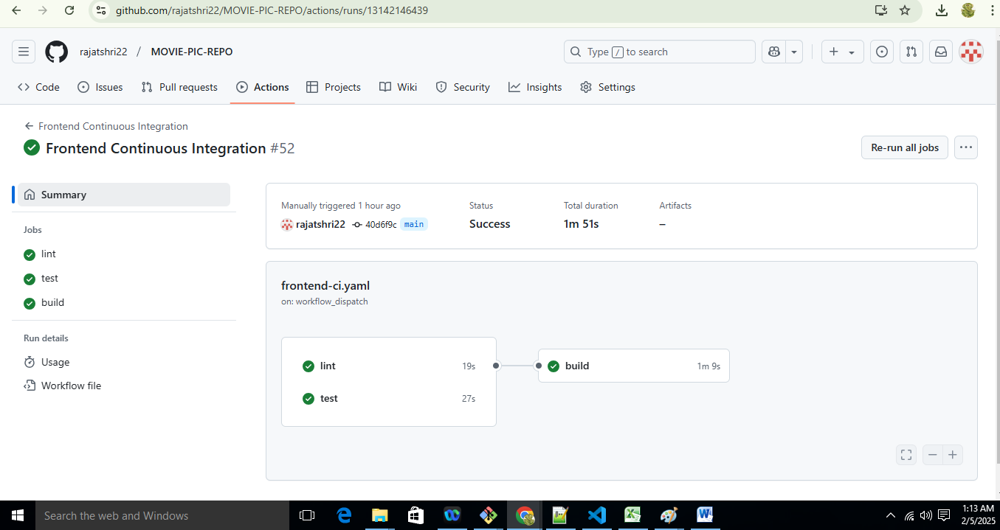 github.com/rajatshri22/MOVIE-PIC-REPO/actions/runs/13142146439
rajatshri22 / MOVIE-PIC-REPO
Type / to search
Code Issues Pull requests Actions Projects Wiki Security Insights Settings
Frontend Continuous Integration
Frontend Continuous Integration #52
Re-run all jobs
Summary
Jobs
lint
test
build
Run details
Usage
Workflow file
Manually triggered 1 hour ago
rajatshri22 40d6f9c main
Status
Success
Total duration
1m 51s
Artifacts
–
frontend-ci.yaml
on: workflow_dispatch
lint 19s
test 27s
build 1m 9s
Search the web and Windows
1:13 AM
2/5/2025